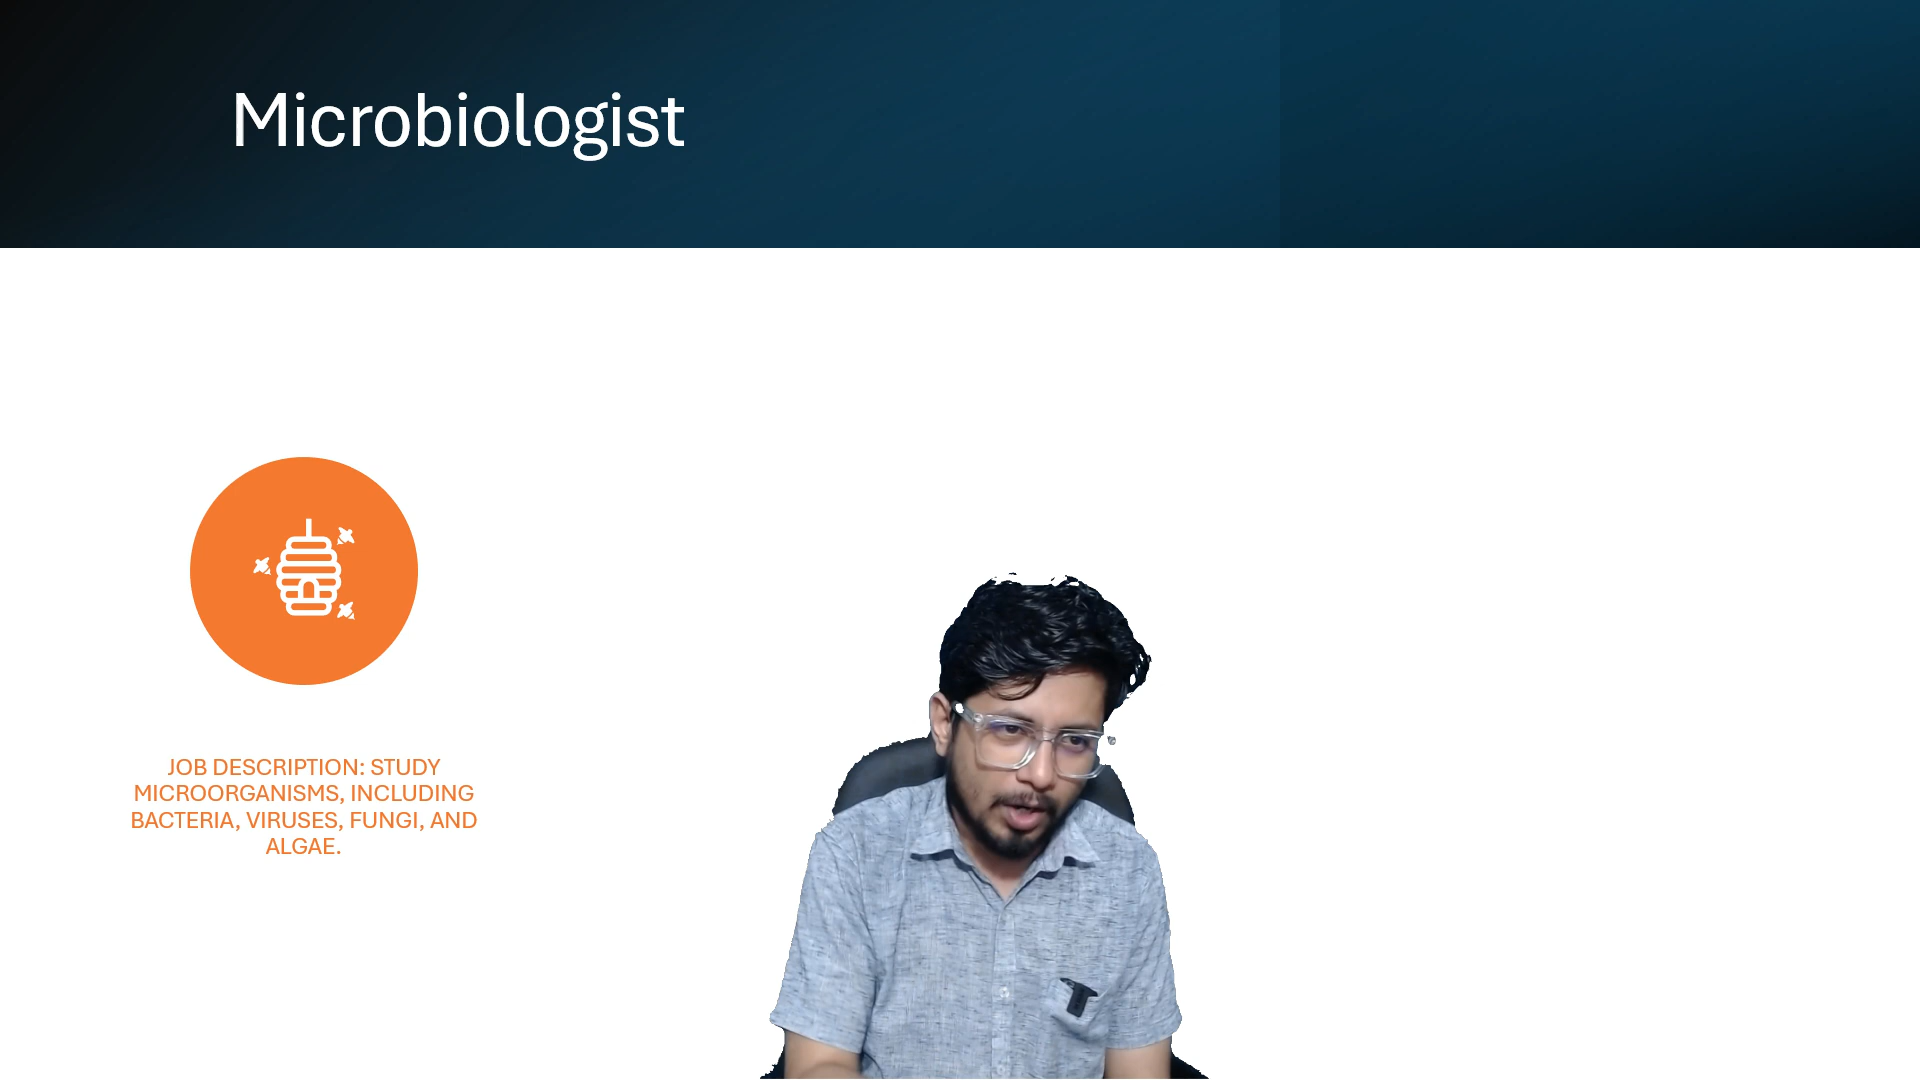 Microbiologist
JOB DESCRIPTION: STUDY
MICROORGANISMS, INCLUDING
BACTERIA, VIRUSES, FUNGI, AND
ALGAE.